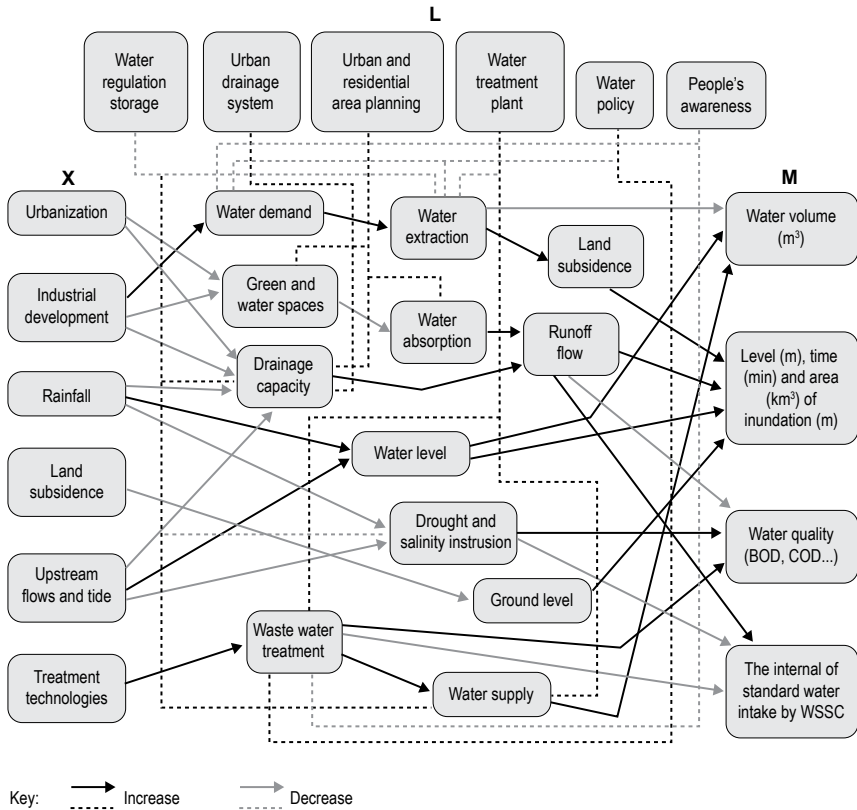 L
Water
regulation
storage
Urban
drainage
system
Urban and
residential
area planning
Water
treatment
plant
Water
policy
People's
awareness
X
M
Urbanization
Industrial
development
Rainfall
Land
subsidence
Upstream
flows and tide
Treatment
technologies
Water demand
Green and
water spaces
Drainage
capacity
Water
extraction
Water
absorption
Water level
Drought and
salinity instrusion
Ground level
Waste water
treatment
Water supply
Land
subsidence
Runoff
flow
Water volume
(m³)
Level (m), time
(min) and area
(km³) of
inundation (m)
Water quality
(BOD, COD...)
The internal of
standard water
intake by WSSC
Key: Increase Decrease